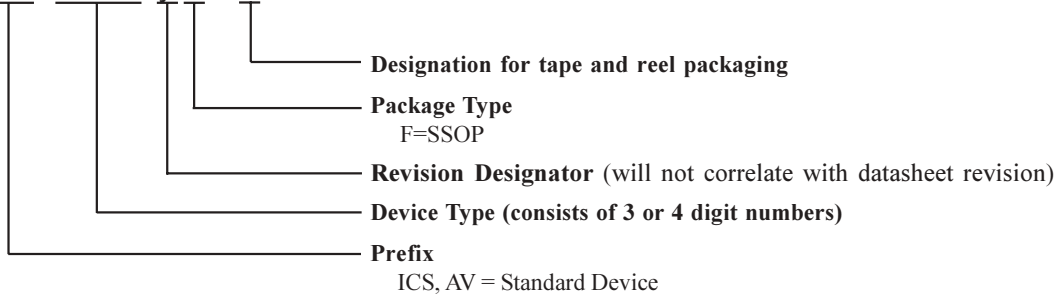 Designation for tape and reel packaging
Package Type
F=SSOP
Revision Designator (will not correlate with datasheet revision)
Device Type (consists of 3 or 4 digit numbers)
Prefix
ICS, AV = Standard Device